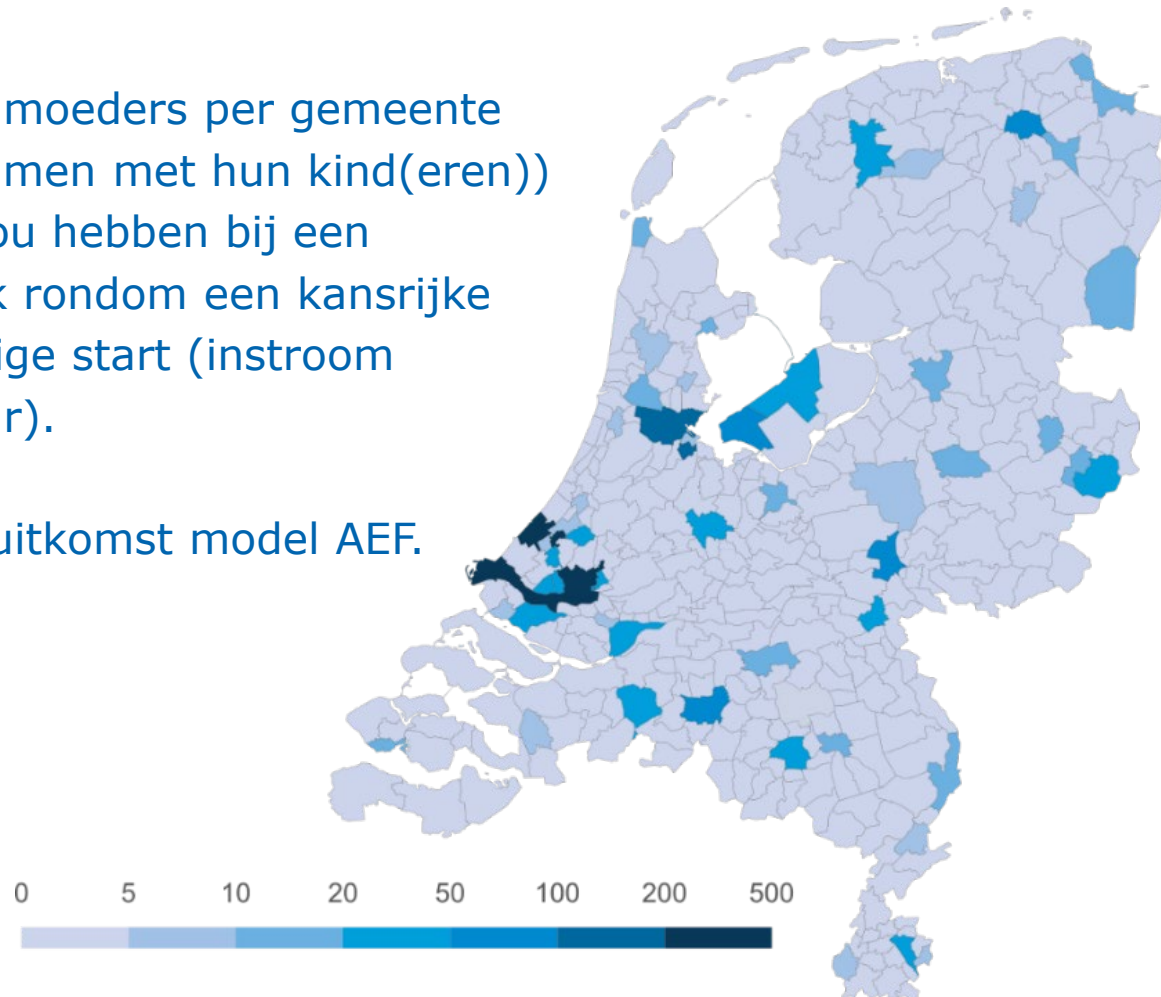 moeders per gemeente
men met hun kind(eren))
ou hebben bij een
k rondom een kansrijke
ige start (instroom
r).
uitkomst model AEF.
0 5 10 20 50 100 200 500